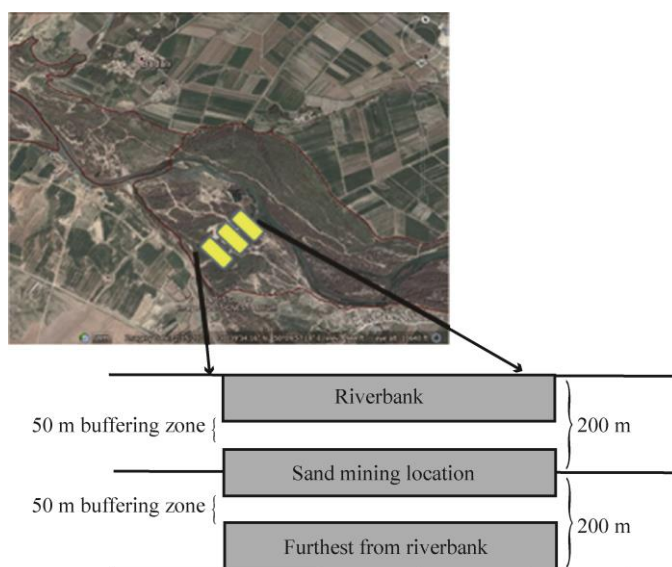 Riverbank
50 m buffering zone
200 m
Sand mining location
50 m buffering zone
200 m
Furthest from riverbank